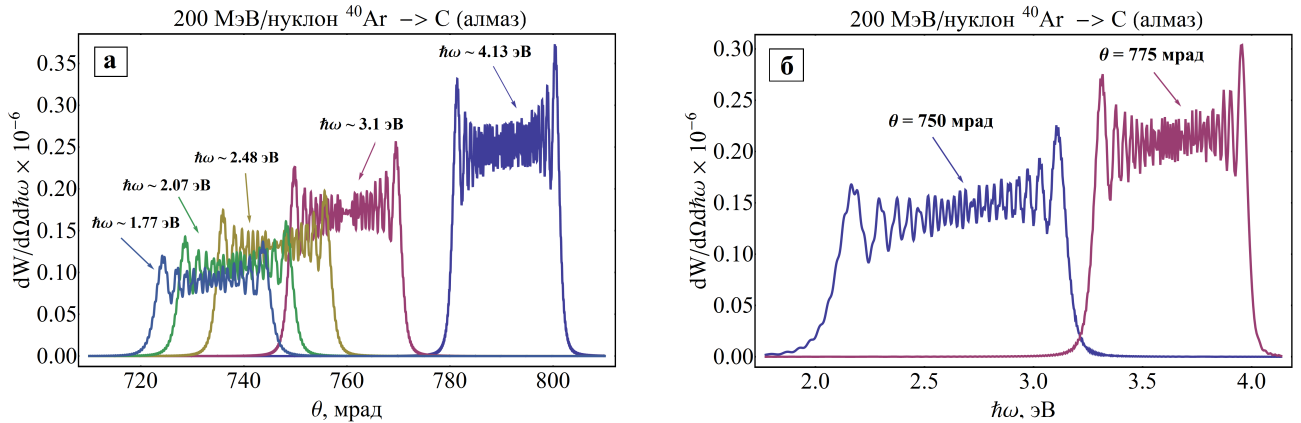 200 МэВ/нуклон ⁴⁰Ar –> C (алмаз)
а
ħω ~ 4.13 эВ
ħω ~ 3.1 эВ
ħω ~ 2.48 эВ
ħω ~ 2.07 эВ
ħω ~ 1.77 эВ
dW/dΩdħω × 10⁻⁶
0.35
0.30
0.25
0.20
0.15
0.10
0.05
0.00
720
740
760
780
800
θ, мрад
200 МэВ/нуклон ⁴⁰Ar –> C (алмаз)
б
θ = 775 мрад
θ = 750 мрад
dW/dΩdħω × 10⁻⁶
0.30
0.25
0.20
0.15
0.10
0.05
0.00
2.0
2.5
3.0
3.5
4.0
ħω, эВ